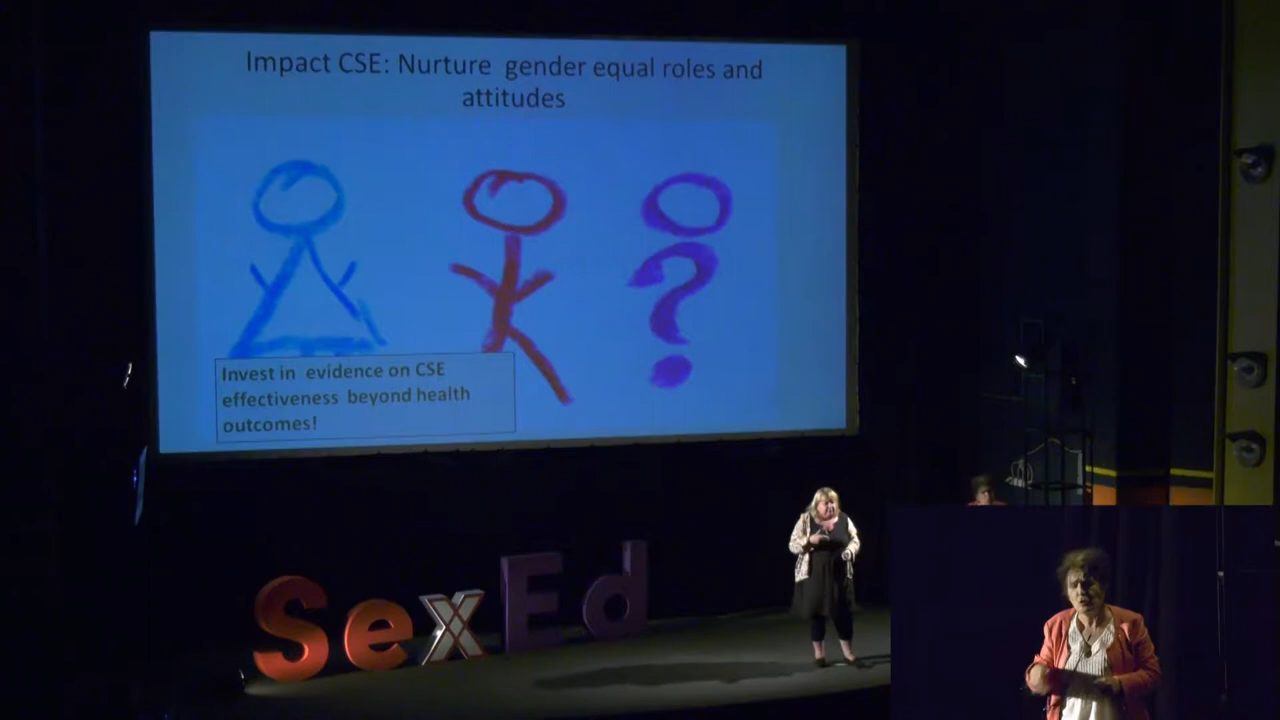 Impact CSE: Nurture gender equal roles and
attitudes
Invest in evidence on CSE
effectiveness beyond health
outcomes!
SexEd